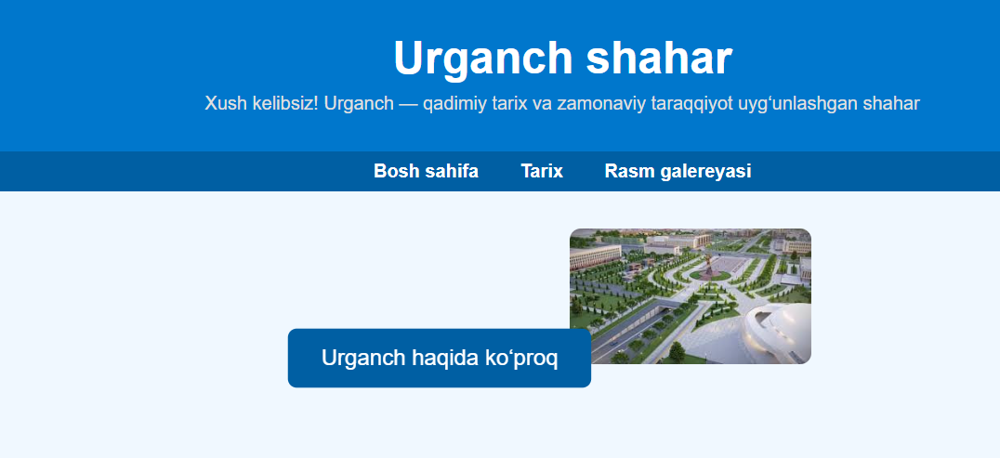 Urganch shahar
Xush kelibsiz! Urganch — qadimiy tarix va zamonaviy taraqqiyot uyg‘unlashgan shahar
Bosh sahifa Tarix Rasm galereyasi
Urganch haqida ko‘proq